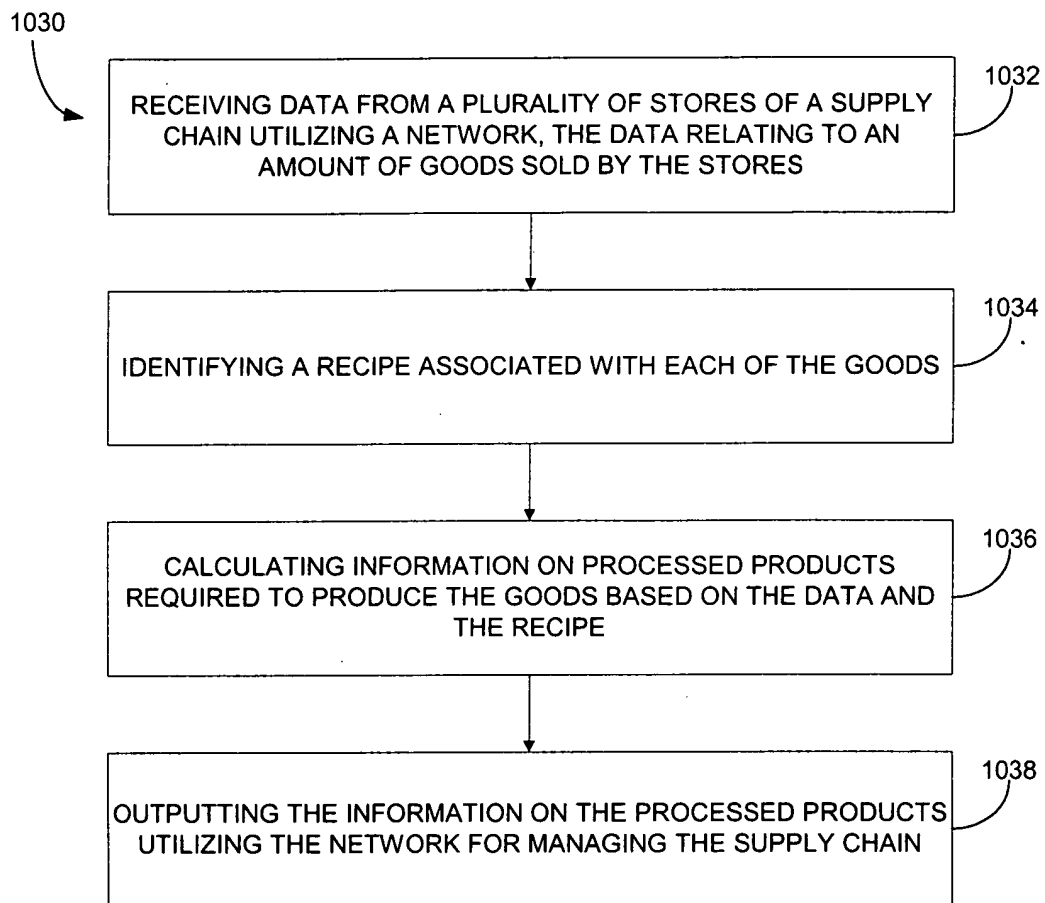 1030
1032
RECEIVING DATA FROM A PLURALITY OF STORES OF A SUPPLY
CHAIN UTILIZING A NETWORK, THE DATA RELATING TO AN
AMOUNT OF GOODS SOLD BY THE STORES
1034
IDENTIFYING A RECIPE ASSOCIATED WITH EACH OF THE GOODS
1036
CALCULATING INFORMATION ON PROCESSED PRODUCTS
REQUIRED TO PRODUCE THE GOODS BASED ON THE DATA AND
THE RECIPE
1038
OUTPUTTING THE INFORMATION ON THE PROCESSED PRODUCTS
UTILIZING THE NETWORK FOR MANAGING THE SUPPLY CHAIN